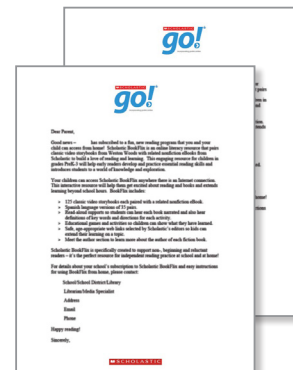 SCHOLASTIC
go!
SCHOLASTIC
go!
Dear Parent,
Good news – has subscribed to a fun, new reading program that you and your
child can access from home! Scholastic BookFlix is an online literacy resource that pairs
classic video storybooks from Weston Woods with related nonfiction eBooks from
Scholastic to build a love of reading and learning. This engaging resource for children in
grades PreK-3 will help early readers develop and practice essential reading skills and
introduces students to a world of knowledge and exploration.
Your children can access Scholastic BookFlix anywhere there is an Internet connection.
This interactive resource will help them get excited about reading and books and extends
learning beyond school hours. BookFlix includes:
125 classic video storybooks each paired with a related nonfiction eBook.
Spanish language versions of 35 pairs.
Read-aloud supports so students can hear each book narrated and also hear
definitions of key words and directions for each activity.
Educational games and activities so children can show what they have learned.
Safe, age-appropriate web links selected by Scholastic's editors so kids can
extend their learning on a topic.
Meet the author section to learn more about the author of each fiction book.
Scholastic BookFlix is specifically created to support non-, beginning and reluctant
readers – it's the perfect resource for independent reading practice at school and at home!
For details about your school's subscription to Scholastic BookFlix and easy instructions
for using BookFlix from home, please contact:
School/School District/Library
Librarian/Media Specialist
Address
Email
Phone
Happy reading!
Sincerely,
SCHOLASTIC